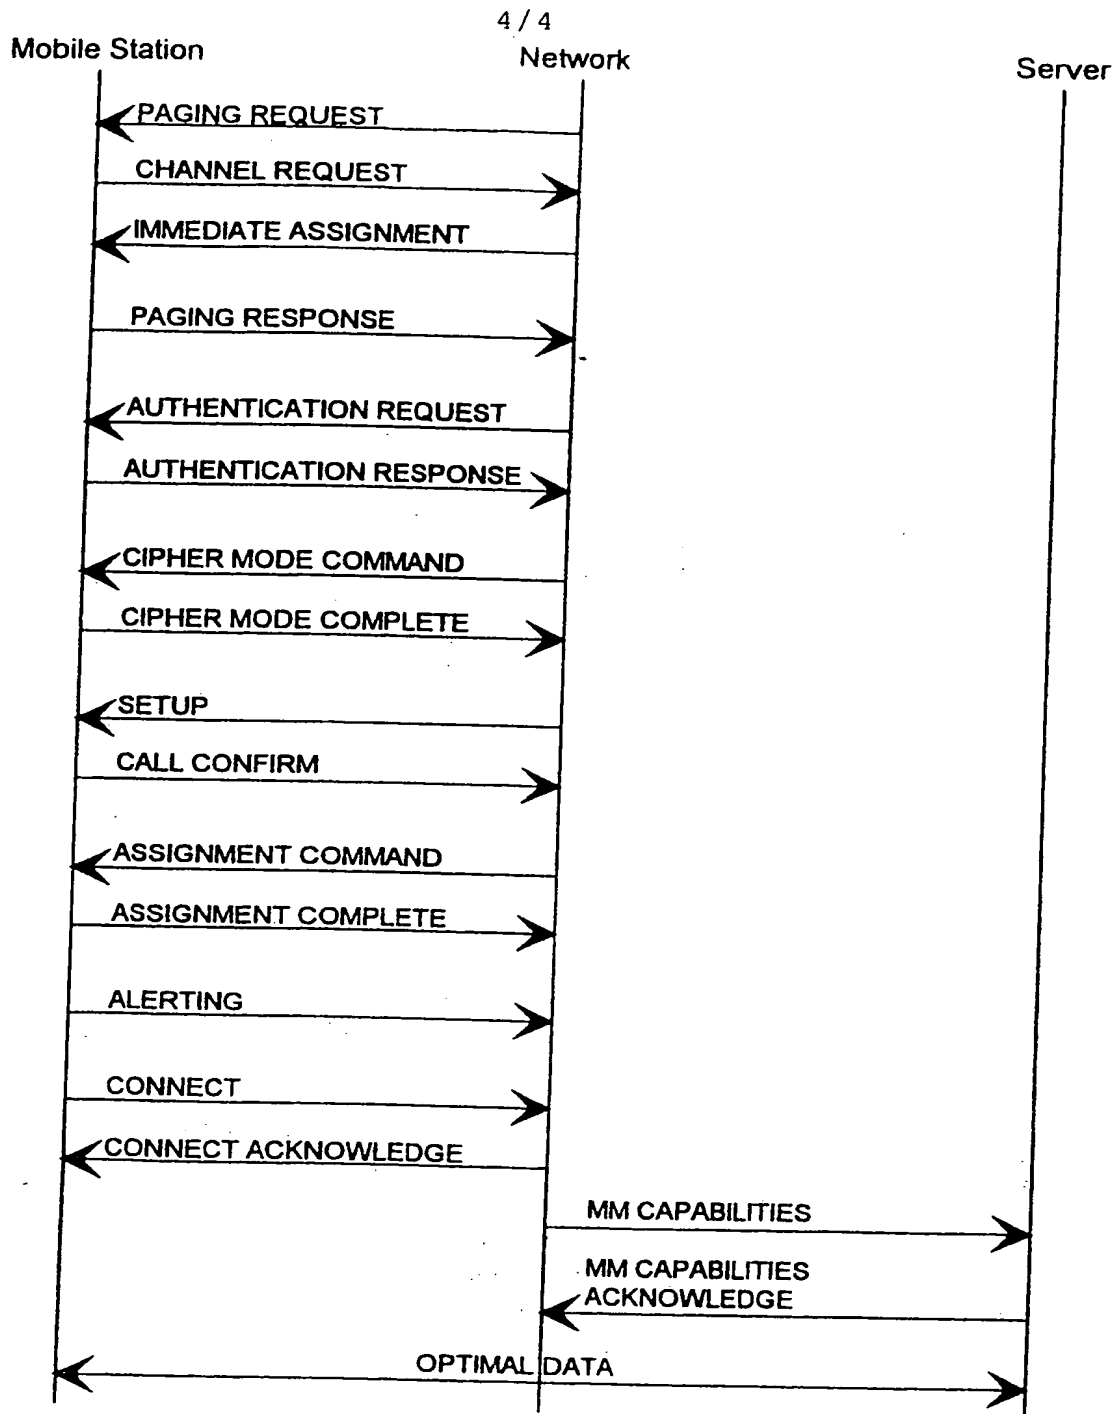 4/4
Mobile Station
Network
Server
PAGING REQUEST
CHANNEL REQUEST
IMMEDIATE ASSIGNMENT
PAGING RESPONSE
AUTHENTICATION REQUEST
AUTHENTICATION RESPONSE
CIPHER MODE COMMAND
CIPHER MODE COMPLETE
SETUP
CALL CONFIRM
ASSIGNMENT COMMAND
ASSIGNMENT COMPLETE
ALERTING
CONNECT
CONNECT ACKNOWLEDGE
MM CAPABILITIES
MM CAPABILITIES
ACKNOWLEDGE
OPTIMAL DATA